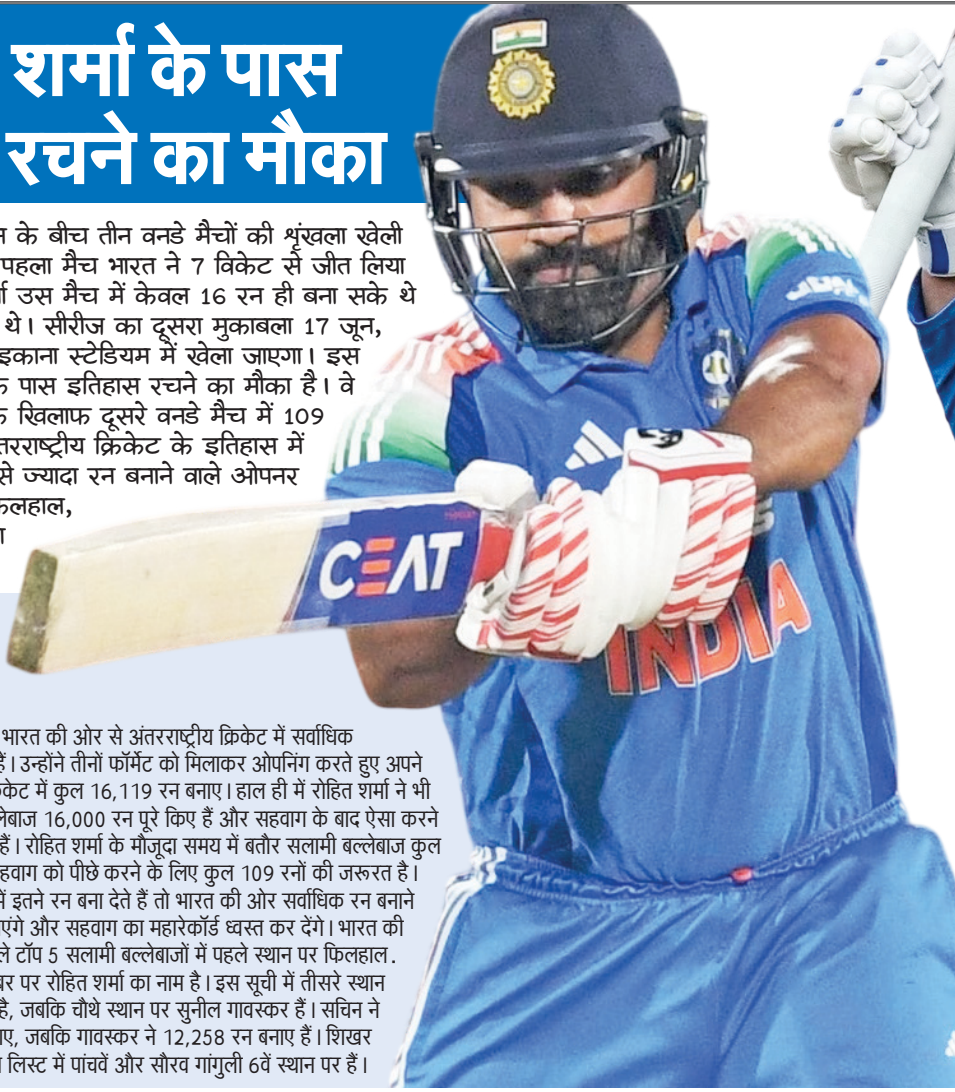 शर्मा के पास
रचने का मौका
के बीच तीन वनडे मैचों की शृंखला खेली
पहला मैच भारत ने 7 विकेट से जीत लिया
उस मैच में केवल 16 रन ही बना सके थे
थे। सीरीज का दूसरा मुकाबला 17 जून,
इकाना स्टेडियम में खेला जाएगा। इस
पास इतिहास रचने का मौका है। वे
खिलाफ दूसरे वनडे मैच में 109
तरराष्ट्रीय क्रिकेट के इतिहास में
से ज्यादा रन बनाने वाले ओपनर
लहाल,
CEAT
INDIA
भारत की ओर से अंतरराष्ट्रीय क्रिकेट में सर्वाधिक
हैं। उन्होंने तीनों फॉर्मेट को मिलाकर ओपनिंग करते हुए अपने
केट में कुल 16,119 रन बनाए। हाल ही में रोहित शर्मा ने भी
लेबाज 16,000 रन पूरे किए हैं और सहवाग के बाद ऐसा करने
हैं। रोहित शर्मा के मौजूदा समय में बतौर सलामी बल्लेबाज कुल
हवाग को पीछे करने के लिए कुल 109 रनों की जरूरत है।
में इतने रन बना देते हैं तो भारत की ओर सर्वाधिक रन बनाने
एंगे और सहवाग का महारेकॉर्ड ध्वस्त कर देंगे। भारत की
ले टॉप 5 सलामी बल्लेबाजों में पहले स्थान पर फिलहाल.
बर पर रोहित शर्मा का नाम है। इस सूची में तीसरे स्थान
है, जबकि चौथे स्थान पर सुनील गावस्कर हैं। सचिन ने
ए, जबकि गावस्कर ने 12,258 रन बनाए हैं। शिखर
लिस्ट में पांचवें और सौरव गांगुली 6वें स्थान पर हैं।